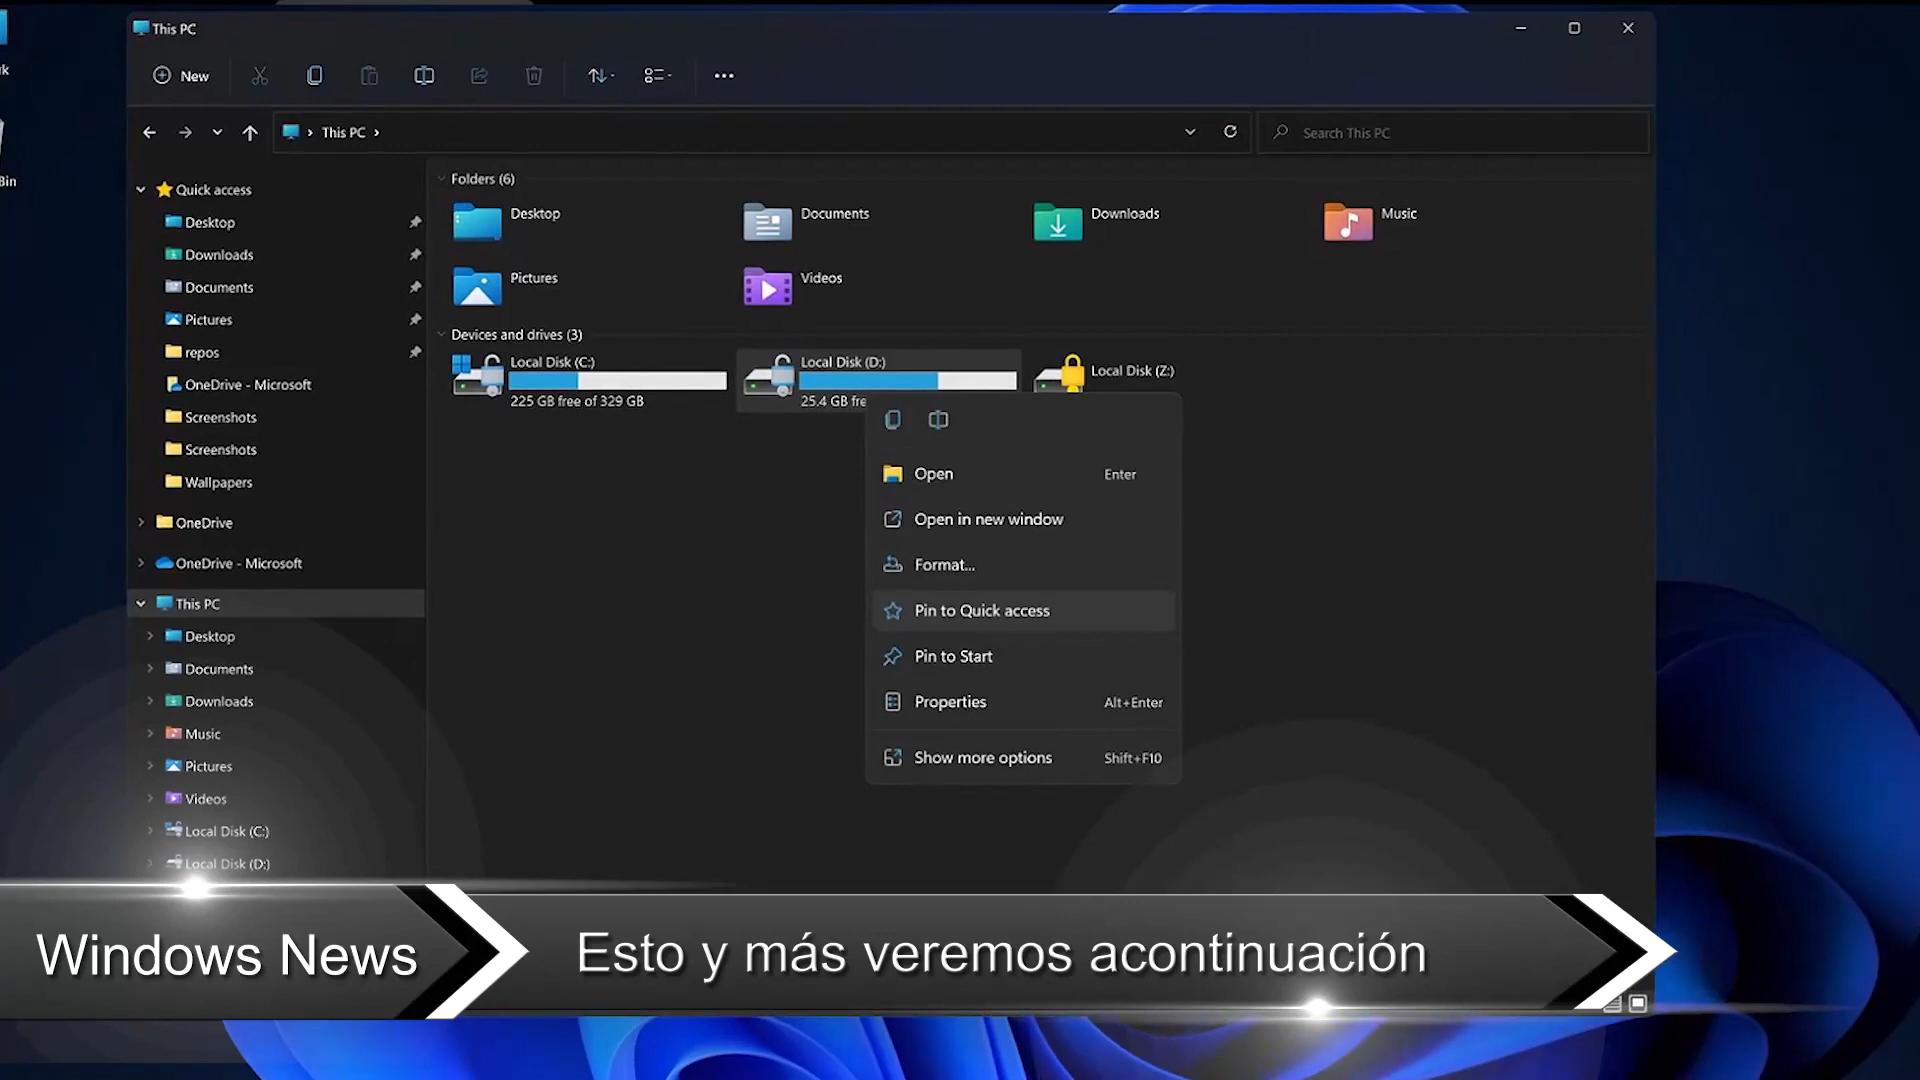 This PC
New
k
Bin
This PC
Search This PC
Quick access
Desktop
Downloads
Documents
Pictures
repos
OneDrive - Microsoft
Screenshots
Screenshots
Wallpapers
OneDrive
OneDrive - Microsoft
This PC
Desktop
Documents
Downloads
Music
Pictures
Videos
Local Disk (C:)
Local Disk (D:)
Folders (6)
Desktop
Documents
Downloads
Music
Pictures
Videos
Devices and drives (3)
Local Disk (C:)
225 GB free of 329 GB
Local Disk (D:)
25.4 GB fre
Local Disk (Z:)
Open Enter
Open in new window
Format...
Pin to Quick access
Pin to Start
Properties Alt+Enter
Show more options Shift+F10
Windows News
Esto y más veremos acontinuación